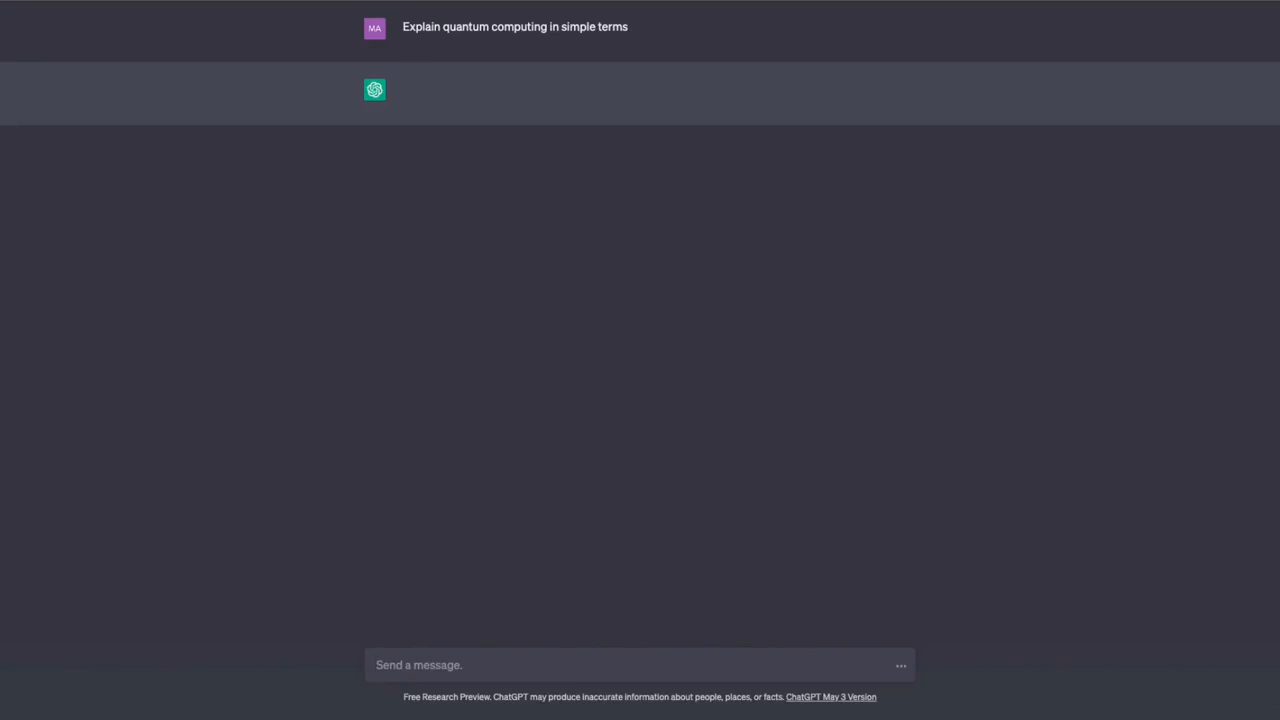 MA Explain quantum computing in simple terms
Send a message.
Free Research Preview. ChatGPT may produce inaccurate information about people, places, or facts. ChatGPT May 3 Version